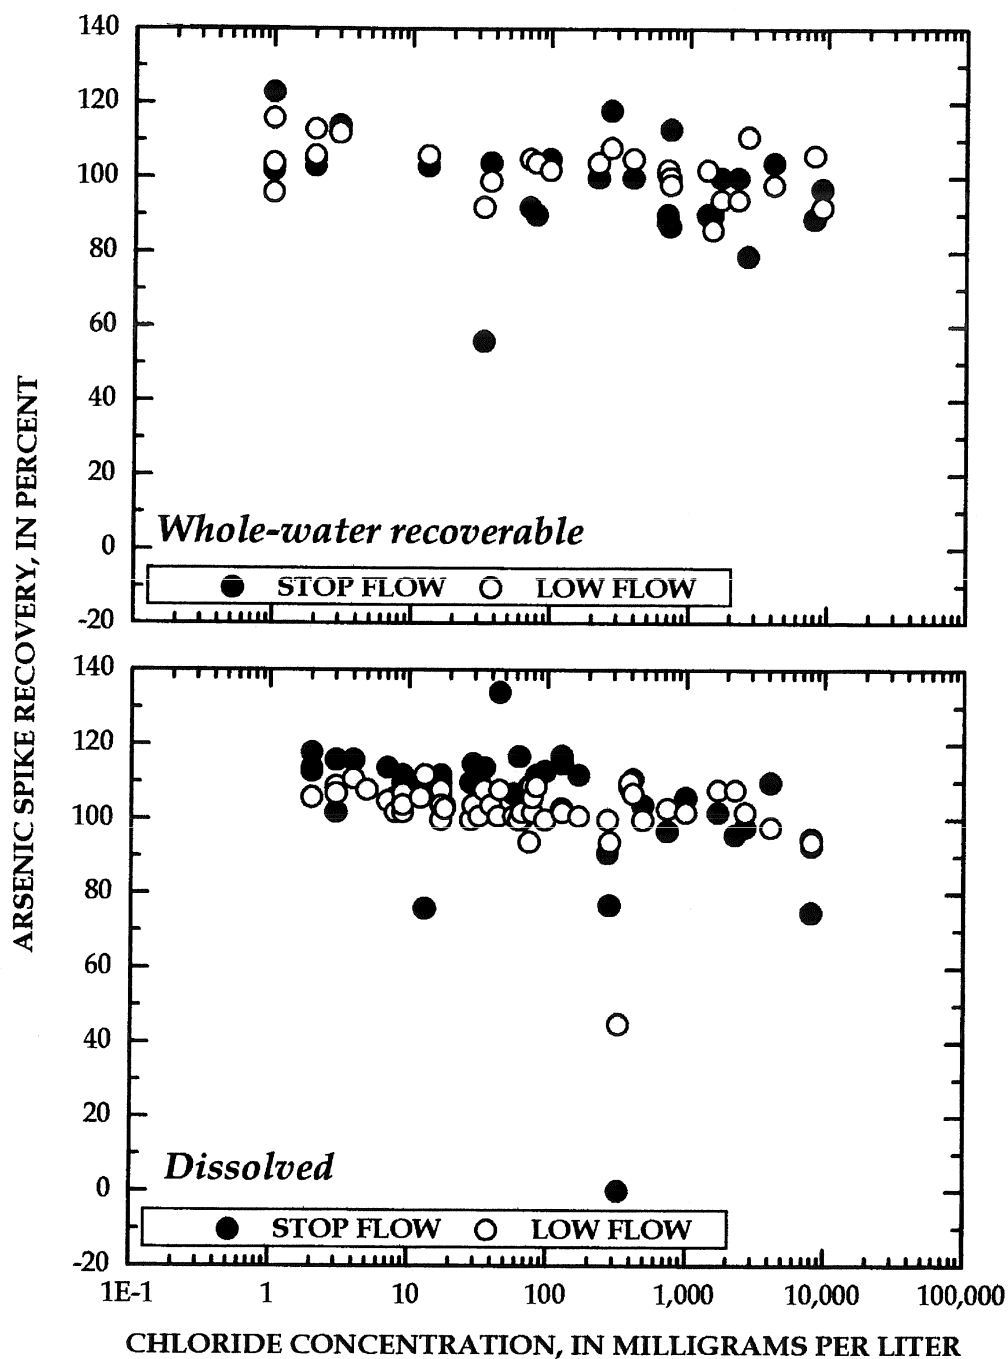 140
120
100
80
60
40
20
0
-20
Whole-water recoverable
STOP FLOW LOW FLOW
140
120
100
80
60
40
20
0
-20
Dissolved
STOP FLOW LOW FLOW
1E-1 1 10 100 1,000 10,000 100,000
CHLORIDE CONCENTRATION, IN MILLIGRAMS PER LITER
ARSENIC SPIKE RECOVERY, IN PERCENT